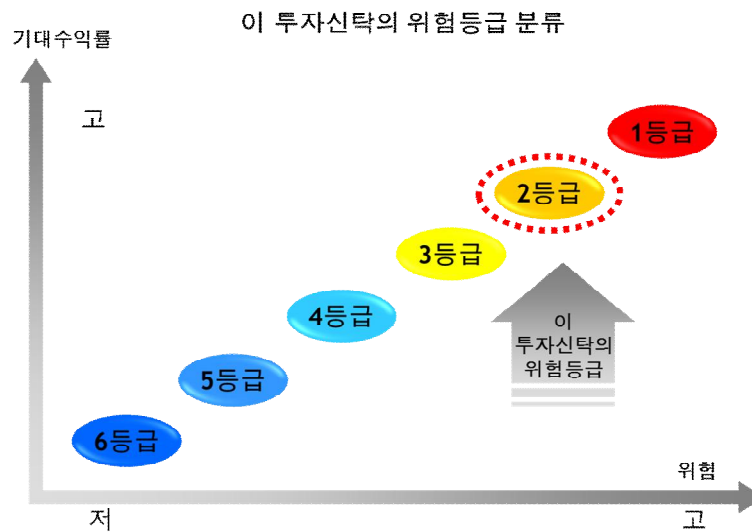 이 투자신탁의 위험등급 분류
기대수익률
고
1등급
2등급
3등급
4등급
이
투자신탁의
위험등급
5등급
6등급
위험
저
고